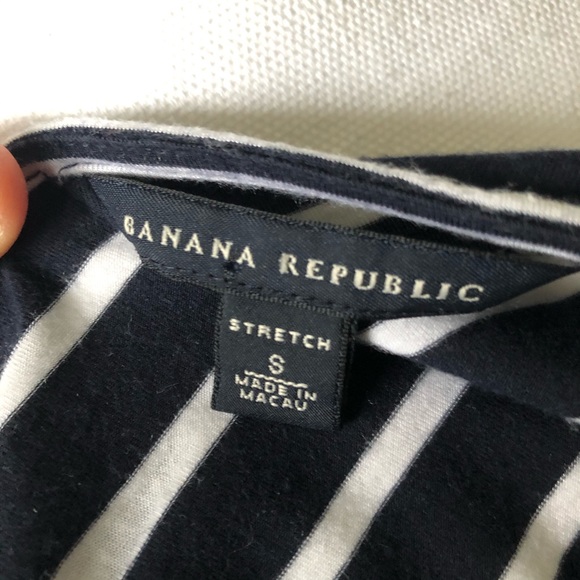 BANANA REPUBLIC
STRETCH
S
MADE IN
MACAU